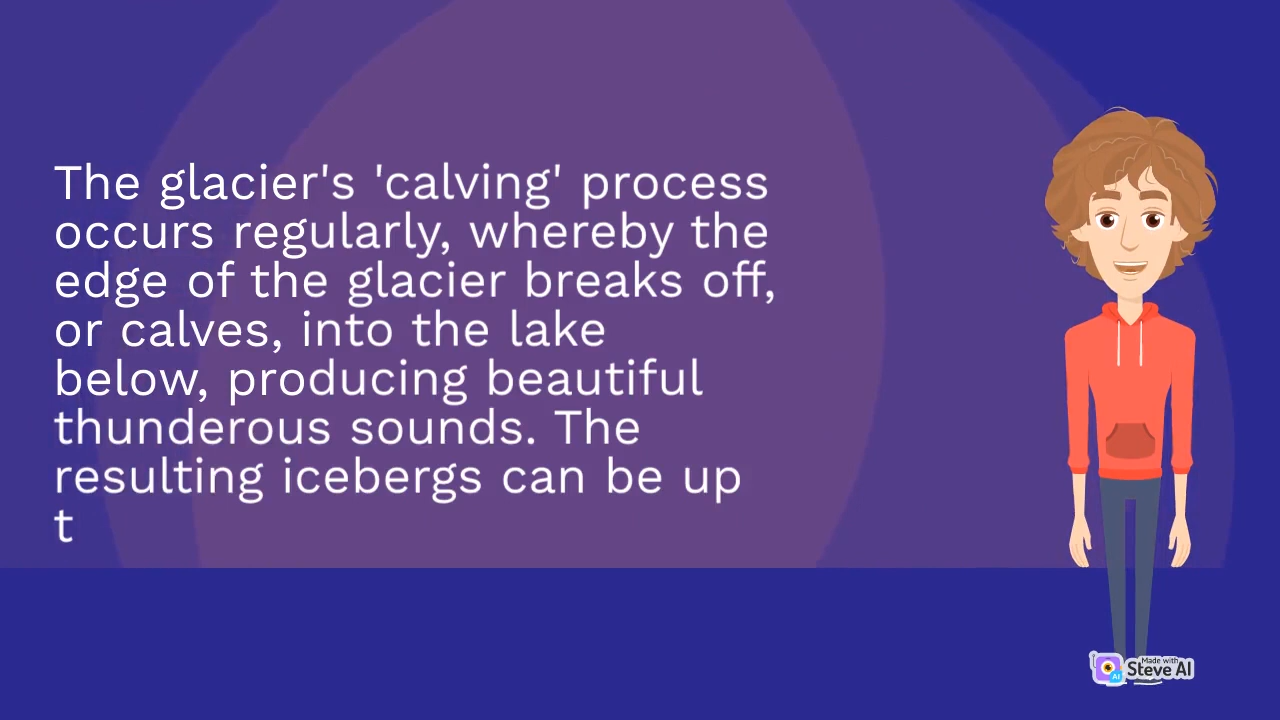 The glacier's 'calving' process
occurs regularly, whereby the
edge of the glacier breaks off,
or calves, into the lake
below, producing beautiful
thunderous sounds. The
resulting icebergs can be up
t
Made with
Steve AI
AI